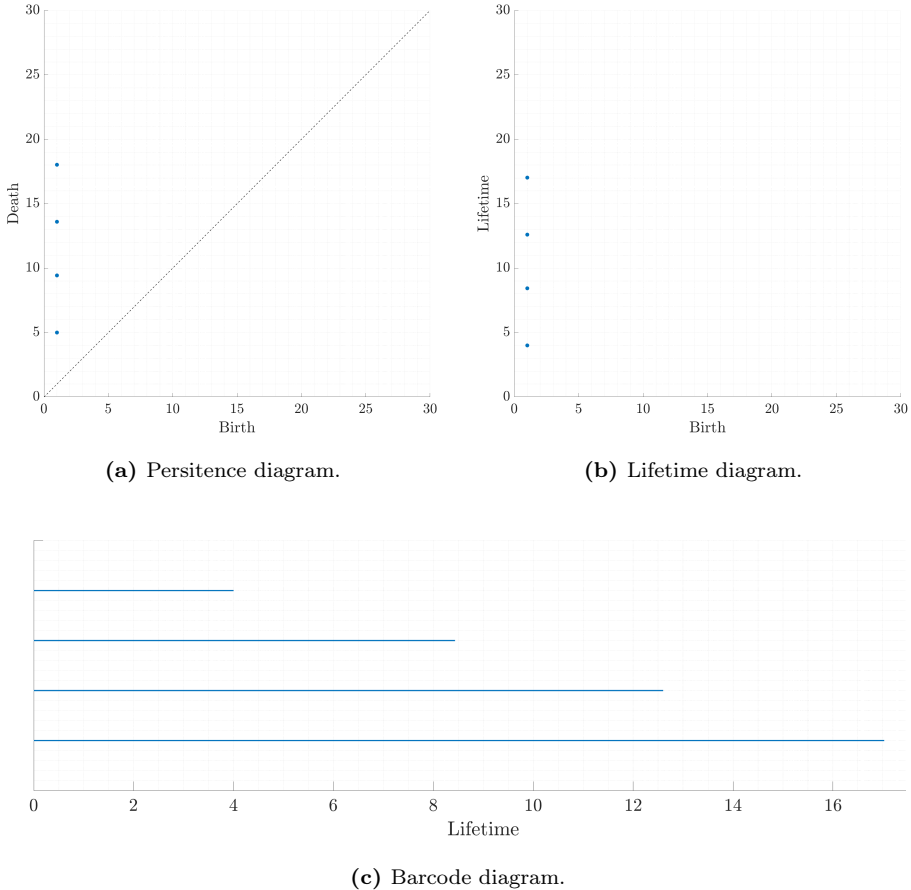 30
25
20
15
10
5
0
Death
0 5 10 15 20 25 30
Birth
(a) Persitence diagram.
30
25
20
15
10
5
0
Lifetime
0 5 10 15 20 25 30
Birth
(b) Lifetime diagram.
0 2 4 6 8 10 12 14 16
Lifetime
(c) Barcode diagram.